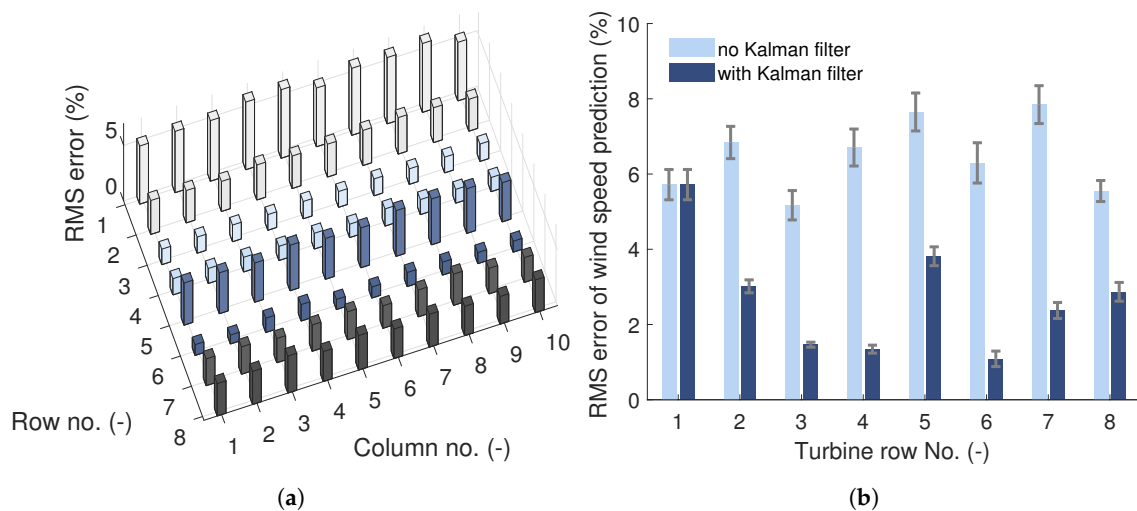 RMS error (%)
5
0
1
2
3
4
5
6
7
8
Row no. (-)
1
2
3
4
5
6
7
8
9
10
Column no. (-)
(a)
RMS error of wind speed prediction (%)
10
8
6
4
2
0
no Kalman filter
with Kalman filter
1 2 3 4 5 6 7 8
Turbine row No. (-)
(b)